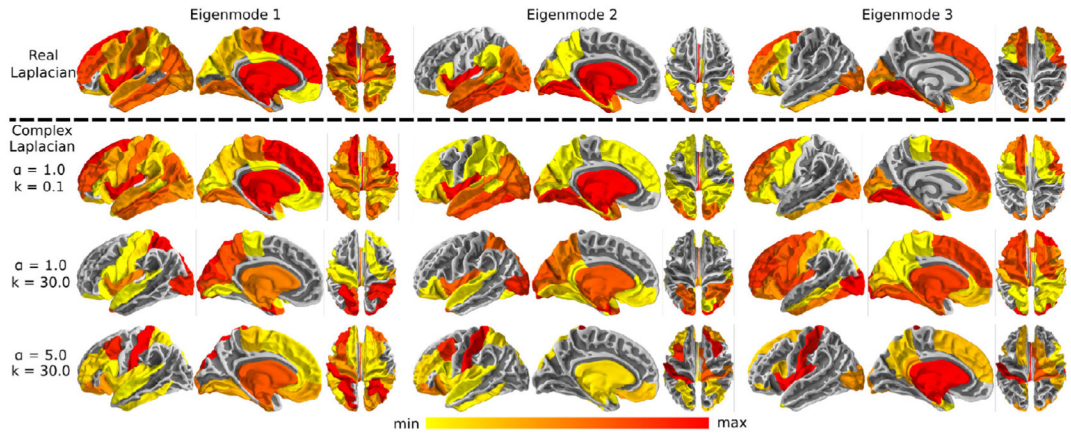 Eigenmode 1
Eigenmode 2
Eigenmode 3
Real
Laplacian
Complex
Laplacian
α = 1.0
k = 0.1
α = 1.0
k = 30.0
α = 5.0
k = 30.0
min
max